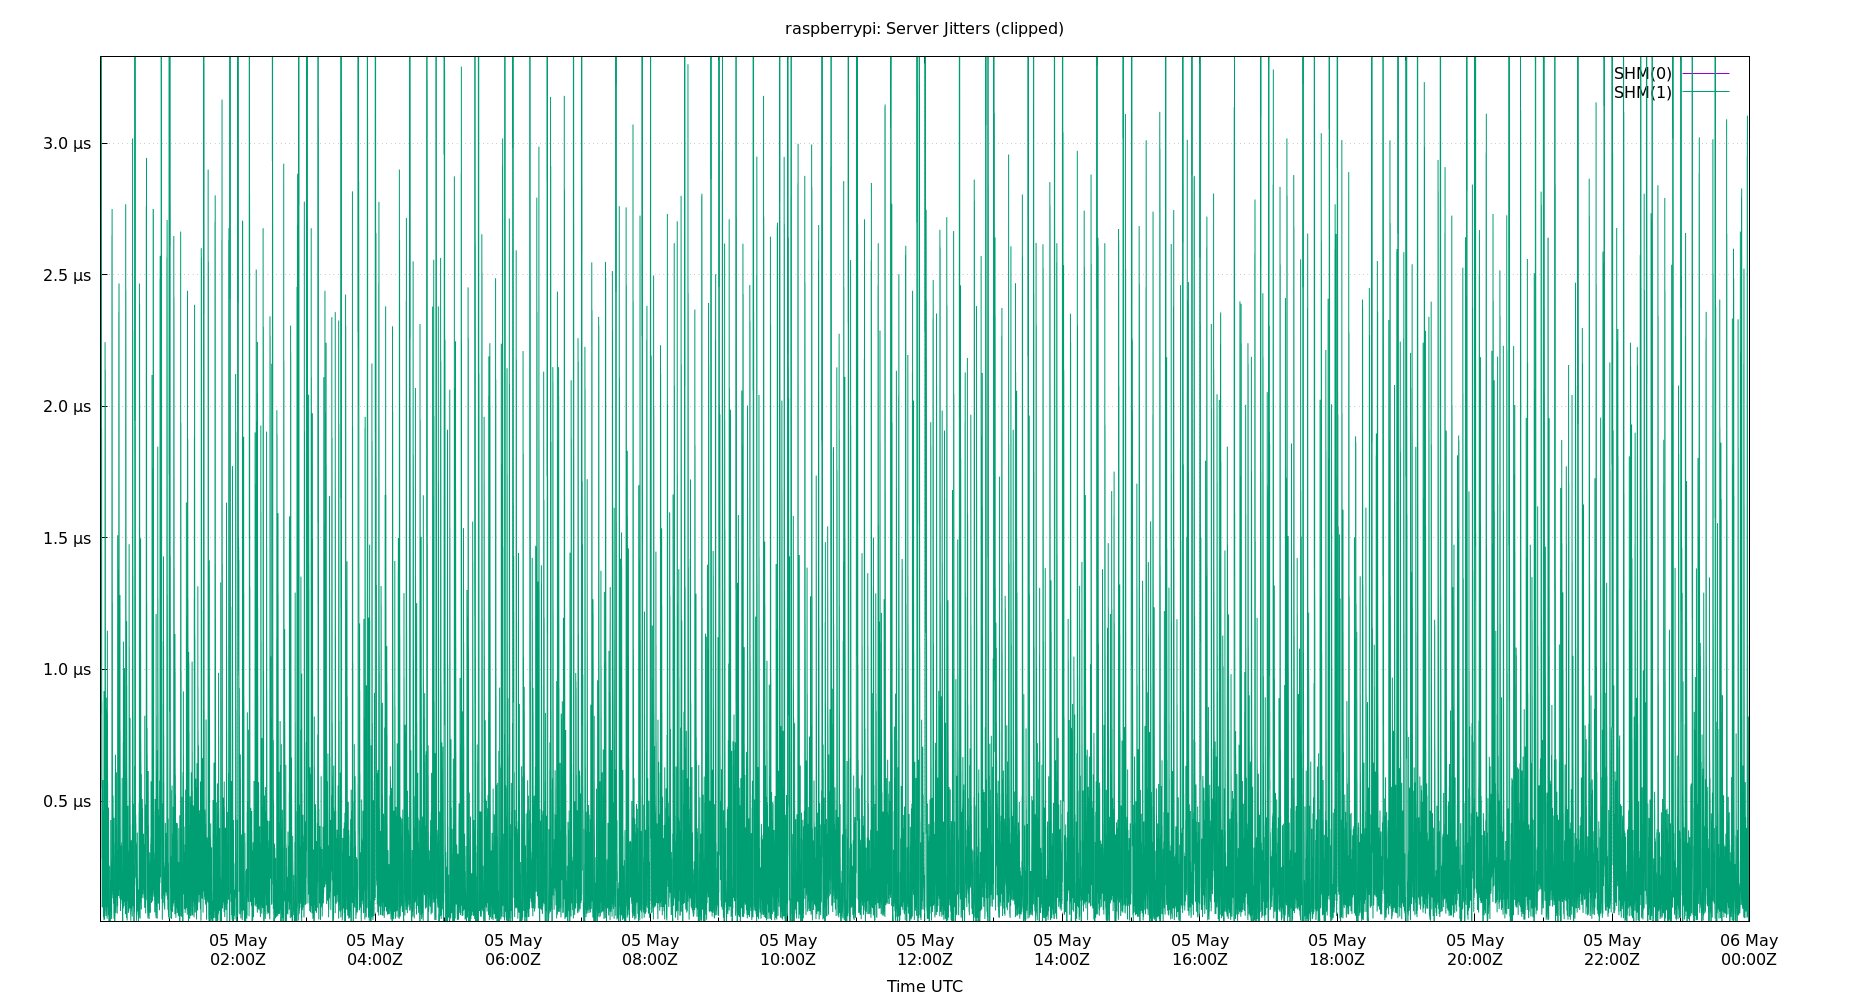 raspberrypi: Server Jitters (clipped)
SHM(0)
SHM(1)
3.0 µs
2.5 µs
2.0 µs
1.5 µs
1.0 µs
0.5 µs
05 May 05 May 05 May 05 May 05 May 05 May 05 May 05 May 05 May 05 May 05 May 06 May
02:00Z 04:00Z 06:00Z 08:00Z 10:00Z 12:00Z 14:00Z 16:00Z 18:00Z 20:00Z 22:00Z 00:00Z
Time UTC